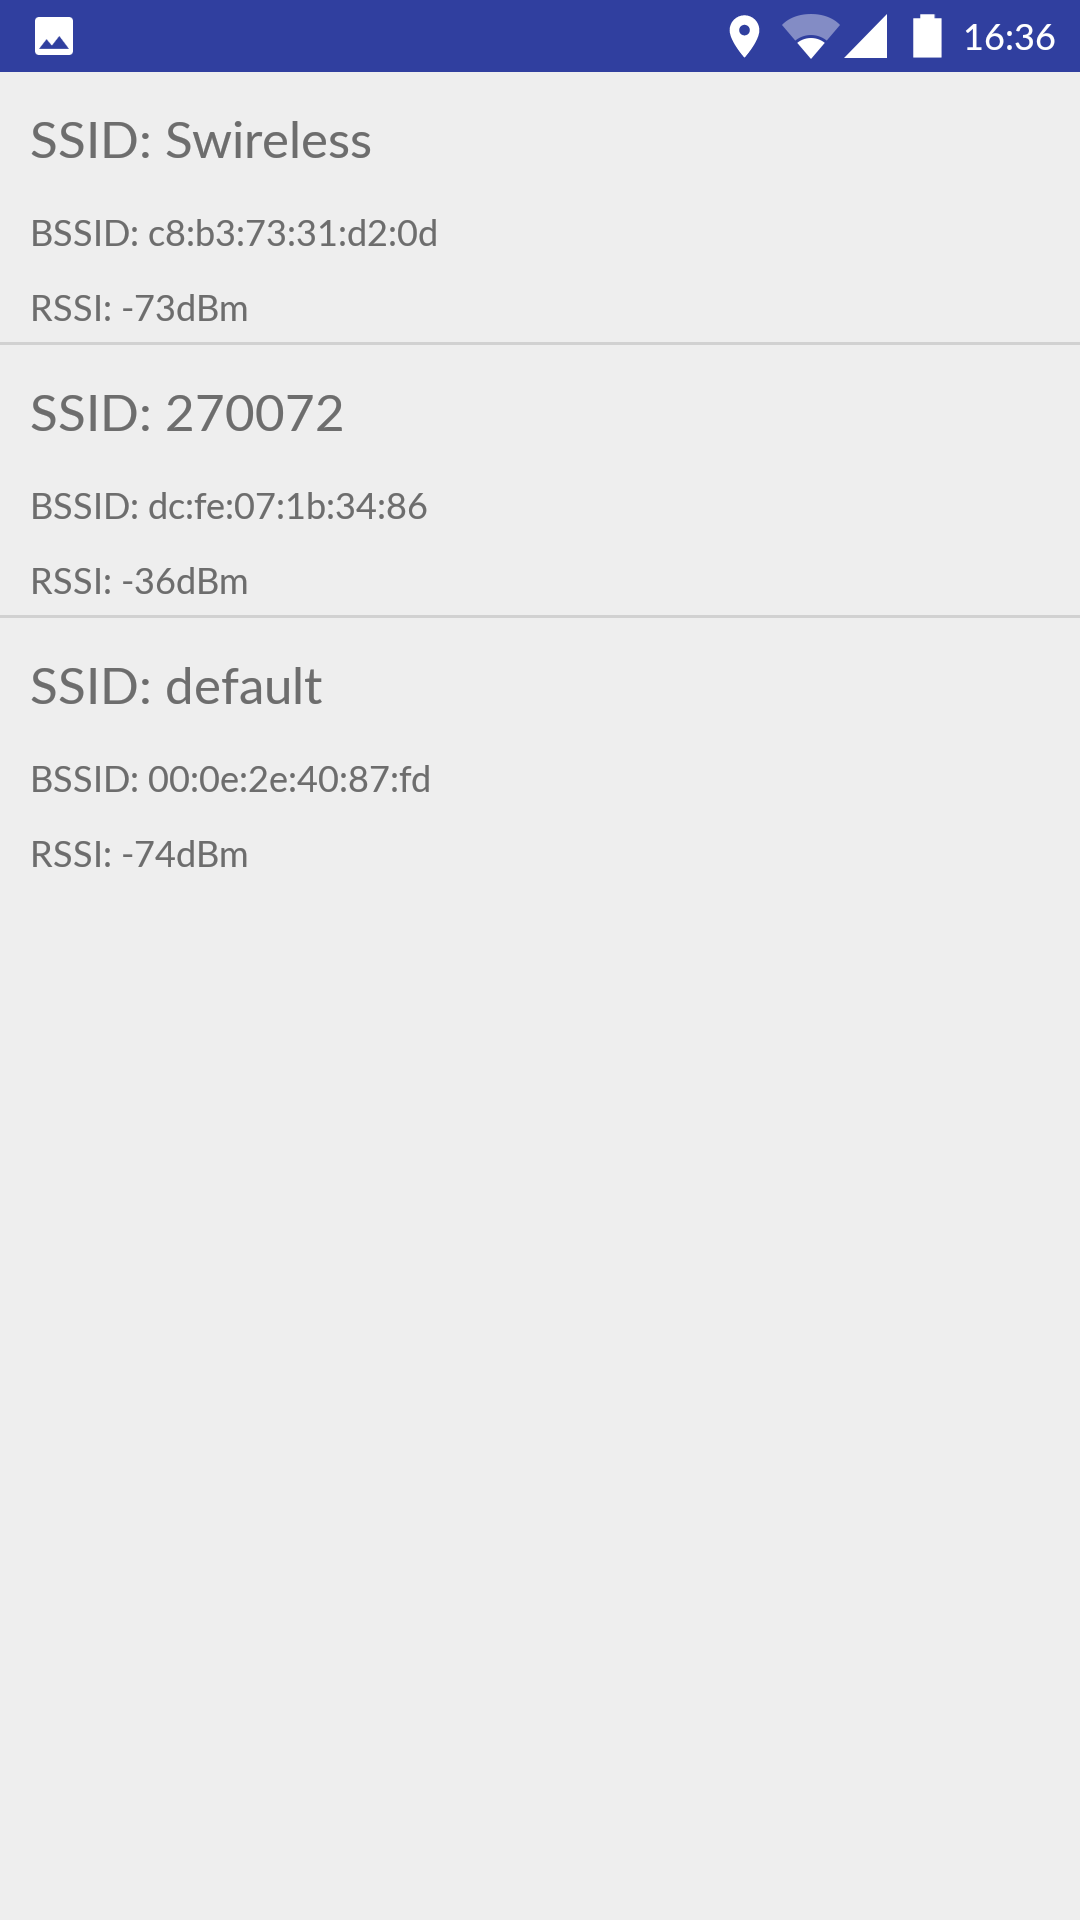 16:36
SSID: Swireless
BSSID: c8:b3:73:31:d2:0d
RSSI: -73dBm
SSID: 270072
BSSID: dc:fe:07:1b:34:86
RSSI: -36dBm
SSID: default
BSSID: 00:0e:2e:40:87:fd
RSSI: -74dBm